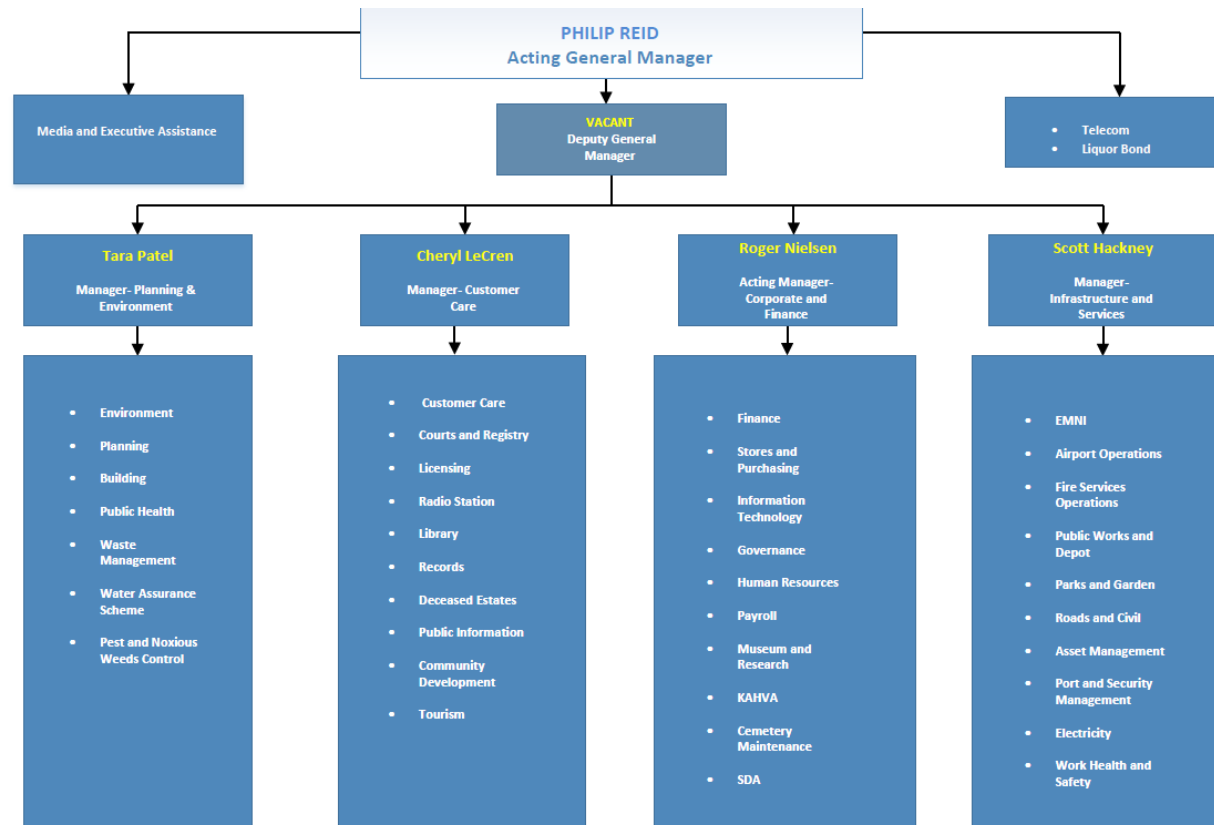 PHILIP REID
Acting General Manager
Media and Executive Assistance
VACANT
Deputy General
Manager
• Telecom
• Liquor Bond
Tara Patel
Manager- Planning &
Environment
Cheryl LeCren
Manager- Customer
Care
Roger Nielsen
Acting Manager-
Corporate and
Finance
Scott Hackney
Manager-
Infrastructure and
Services
• Environment
• Planning
• Building
• Public Health
• Waste
Management
• Water Assurance
Scheme
• Pest and Noxious
Weeds Control
• Customer Care
• Courts and Registry
• Licensing
• Radio Station
• Library
• Records
• Deceased Estates
• Public Information
• Community
Development
• Tourism
• Finance
• Stores and
Purchasing
• Information
Technology
• Governance
• Human Resources
• Payroll
• Museum and
Research
• KAHVA
• Cemetery
Maintenance
• SDA
• EMNI
• Airport Operations
• Fire Services
Operations
• Public Works and
Depot
• Parks and Garden
• Roads and Civil
• Asset Management
• Port and Security
Management
• Electricity
• Work Health and
Safety